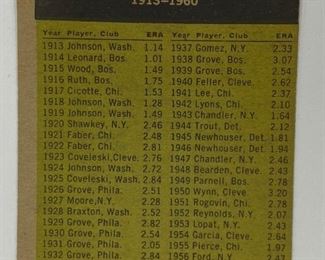 1913-1960
Year Player, Club ERA
1913 Johnson, Wash. 1.14
1914 Leonard, Bos. 1.01
1915 Wood, Bos. 1.49
1916 Ruth, Bos. 1.75
1917 Cicotte, Chi. 1.53
1918 Johnson, Wash. 1.28
1919 Johnson, Wash. 1.49
1920 Shawkey, N.Y. 2.46
1921 Faber, Chi. 2.48
1922 Faber, Chi. 2.81
1923 Coveleski,Cleve. 2.76
1924 Johnson, Wash. 2.72
1925 Coveleski, Wash. 2.84
1926 Grove, Phila. 2.51
1927 Moore,N.Y. 2.28
1928 Braxton, Wash. 2.52
1929 Grove, Phila. 2.82
1930 Grove, Phila. 2.54
1931 Grove, Phila. 2.05
1932 Grove, Phila. 2.84
Year Player, Club ERA
1937 Gomez, N.Y. 2.33
1938 Grove, Bos. 3.07
1939 Grove, Bos. 2.54
1940 Feller, Cleve. 2.62
1941 Lee, Chi. 2.37
1942 Lyons, Chi. 2.10
1943 Chandler, N.Y. 1.64
1944 Trout, Det. 2.12
1945 Newhouser, Det. 1.81
1946 Newhouser, Det. 1.94
1947 Chandler, N.Y. 2.46
1948 Bearden, Cleve. 2.43
1949 Parnell, Bos. 2.78
1950 Wynn, Cleve. 3.20
1951 Rogovin, Chi. 2.78
1952 Reynolds, N.Y. 2.07
1953 Lopat, N.Y. 2.43
1954 Garcia, Cleve. 2.64
1955 Pierce, Chi. 1.97
1956 Ford, N.Y. 2.47